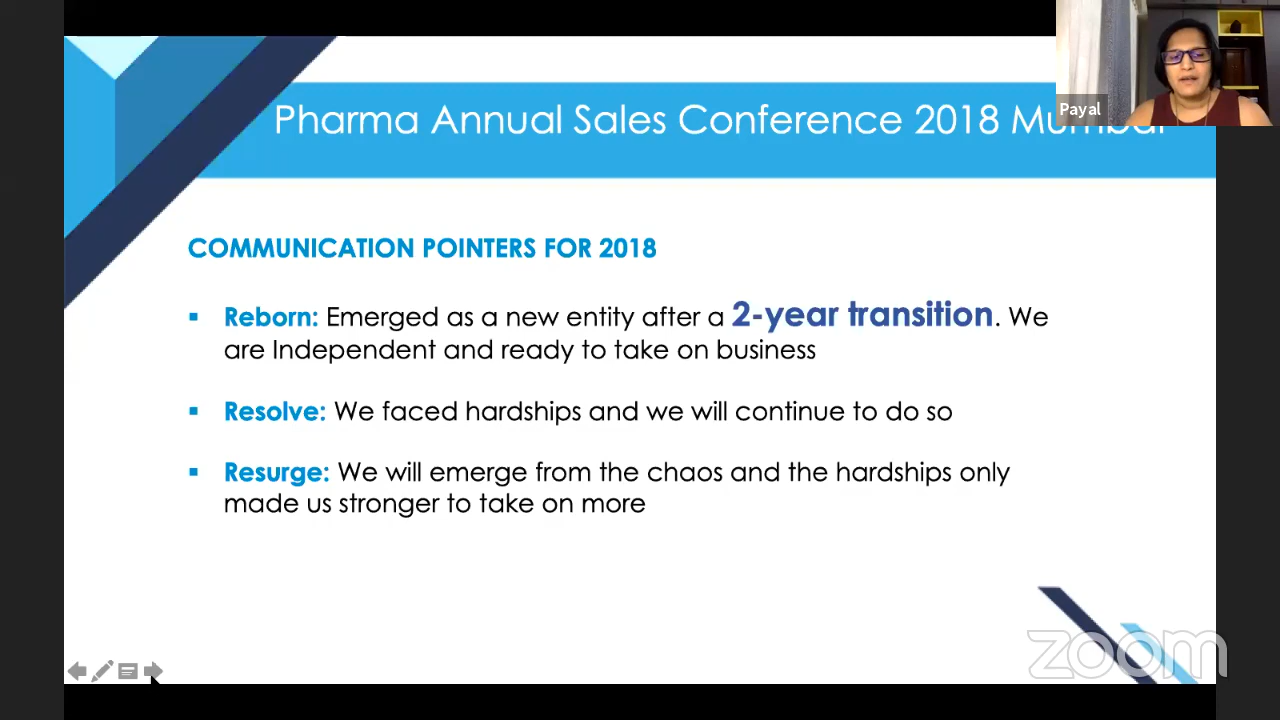 Pharma Annual Sales Conference 2018 Mumbai
Payal
COMMUNICATION POINTERS FOR 2018
▪ Reborn: Emerged as a new entity after a 2-year transition. We
are Independent and ready to take on business
▪ Resolve: We faced hardships and we will continue to do so
▪ Resurge: We will emerge from the chaos and the hardships only
made us stronger to take on more
zoom